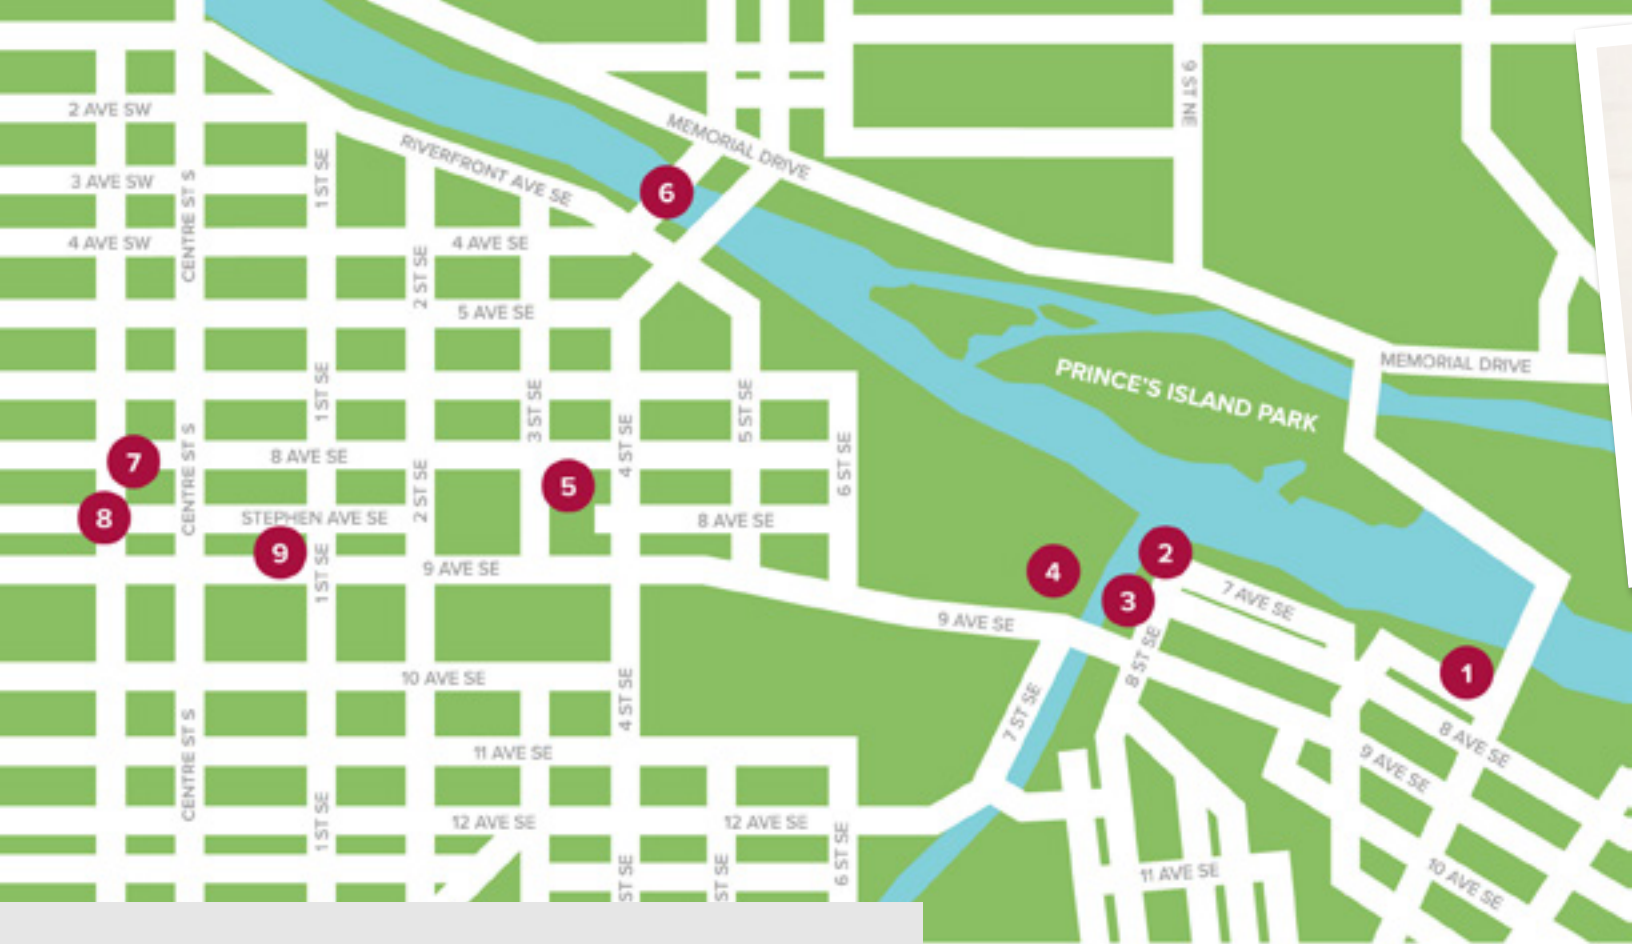 9 ST NE
2 AVE SW
MEMORIAL DRIVE
RIVERFRONT AVE SE
3 AVE SW
CENTRE ST S
1 ST SE
6
4 AVE SW
4 AVE SE
2 ST SE
5 AVE SE
MEMORIAL DRIVE
PRINCE'S ISLAND PARK
1 ST SE
3 ST SE
4 ST SE
5 ST SE
6 ST SE
7
CENTRE ST S
8 AVE SE
2 ST SE
5
8
STEPHEN AVE SE
8 AVE SE
9
1 ST SE
9 AVE SE
4
2
3
7 AVE SE
9 AVE SE
8 ST SE
1
10 AVE SE
4 ST SE
7 ST SE
8 AVE SE
CENTRE ST S
11 AVE SE
9 AVE SE
1 ST SE
12 AVE SE
12 AVE SE
6 ST SE
ST SE
ST SE
11 AVE SE
10 AVE SE